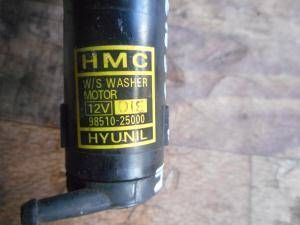 HMC
W/S WASHER
MOTOR
12V
98510-25000
HYUNIL